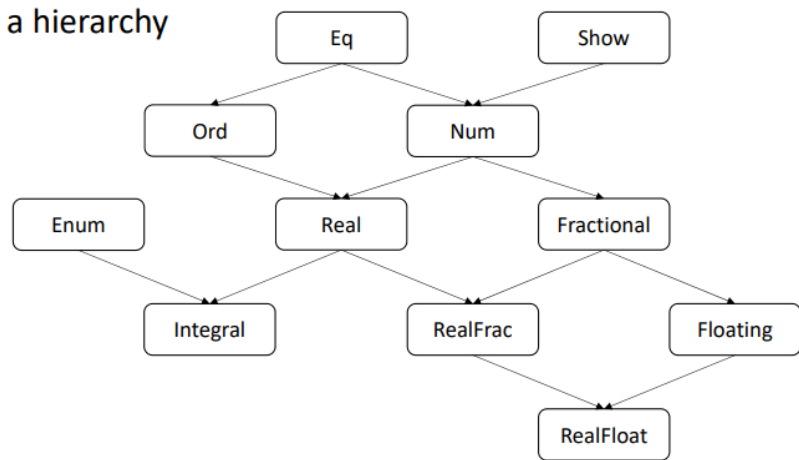 a hierarchy
Eq
Show
Ord
Num
Enum
Real
Fractional
Integral
RealFrac
Floating
RealFloat